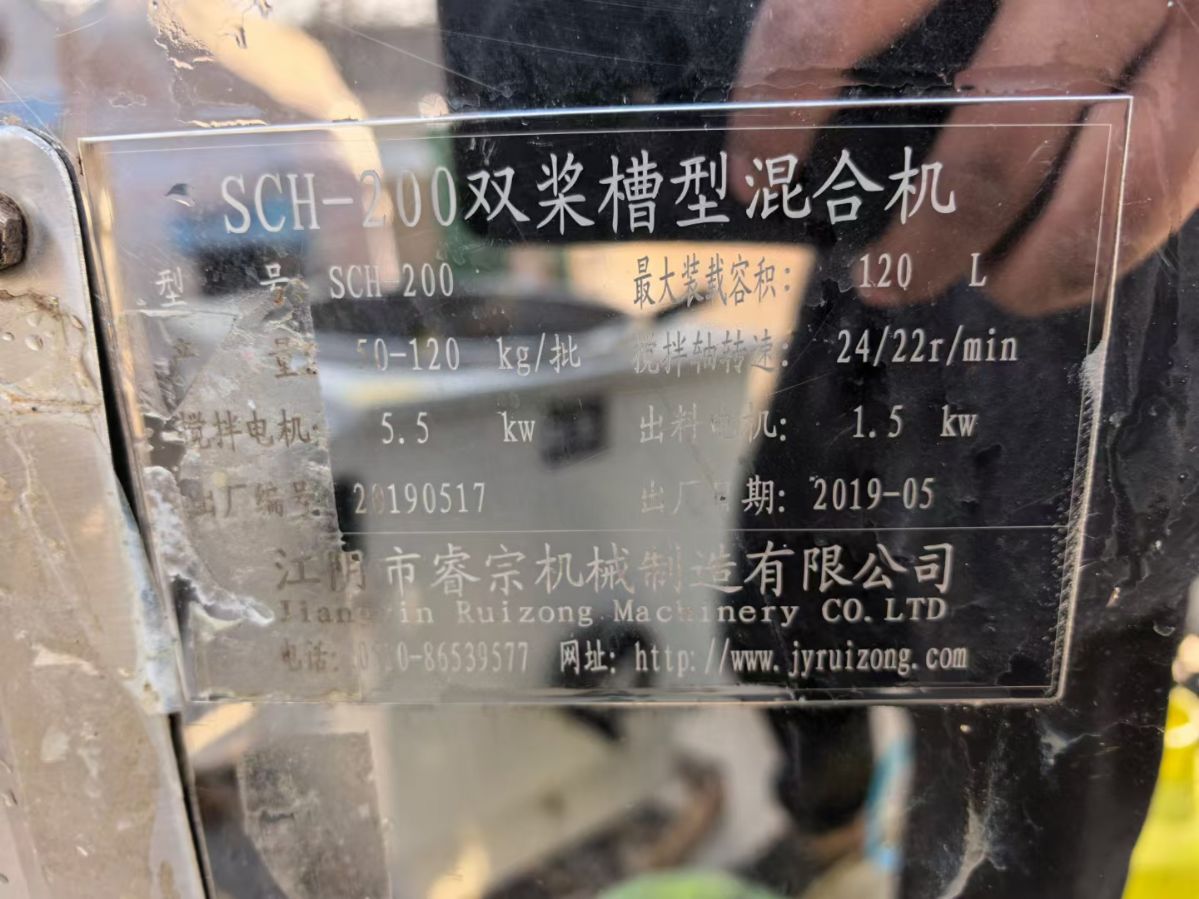 SCH-200双桨槽型混合机
型 号: SCH-200 最大装载容积: 120 L
产 量: 50-120 kg/批 搅拌轴转速: 24/22r/min
搅拌电机: 5.5 kw 出料电机: 1.5 kw
出厂编号: 20190517 出厂日期: 2019-05
江阴市睿宗机械制造有限公司
Jiangyin Ruizong Machinery CO.LTD
电话: 0510-86539577 网址: http://www.jyruizong.com